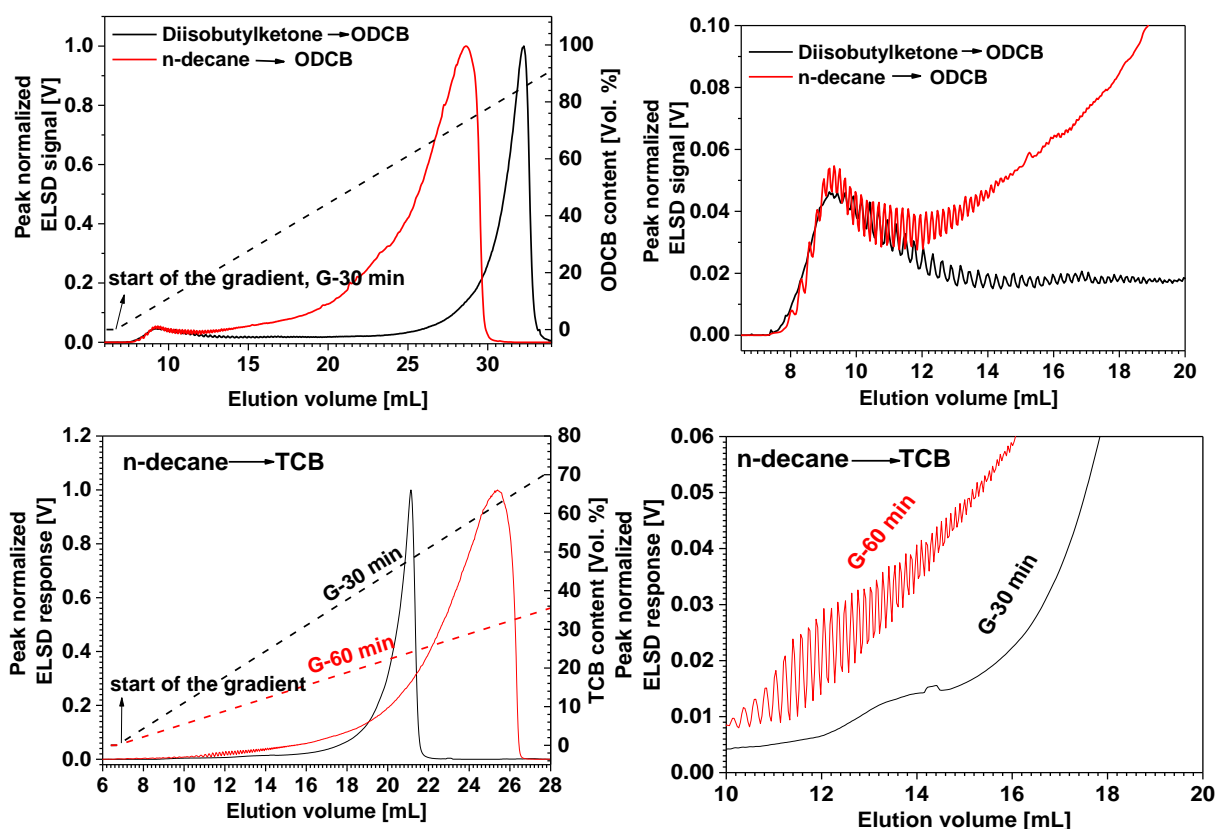 Diisobutylketone→ODCB
n-decane → ODCB
Peak normalized
ELSD signal [V]
1.0
0.8
0.6
0.4
0.2
0.0
100
80
60
40
20
0
ODCB content [Vol. %]
start of the gradient, G-30 min
10 15 20 25 30
Elution volume [mL]
Diisobutylketone→ODCB
n-decane → ODCB
Peak normalized
ELSD signal [V]
0.10
0.08
0.06
0.04
0.02
0.00
8 10 12 14 16 18 20
Elution volume [mL]
n-decane→TCB
Peak normalized
ELSD response [V]
1.2
1.0
0.8
0.6
0.4
0.2
0.0
80
70
60
50
40
30
20
10
0
TCB content [Vol. %]
G-30 min
G-60 min
start of the gradient
6 8 10 12 14 16 18 20 22 24 26 28
Elution volume [mL]
n-decane→TCB
Peak normalized
ELSD response [V]
0.06
0.05
0.04
0.03
0.02
0.01
0.00
G-60 min
G-30 min
10 12 14 16 18 20
Elution volume [mL]